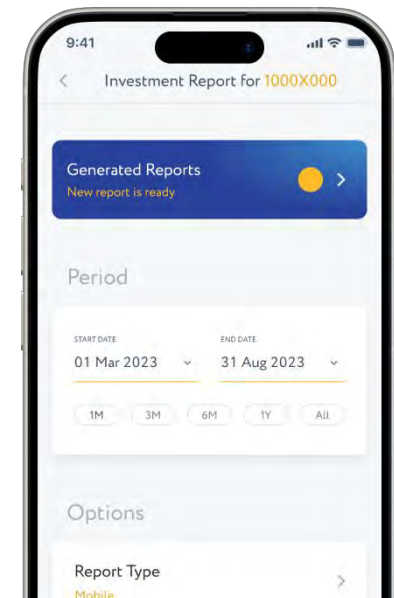 9:41
Investment Report for 1000X000
Generated Reports
New report is ready
Period
START DATE
END DATE
01 Mar 2023
31 Aug 2023
1M 3M 6M 1Y All
Options
Report Type
Mobile